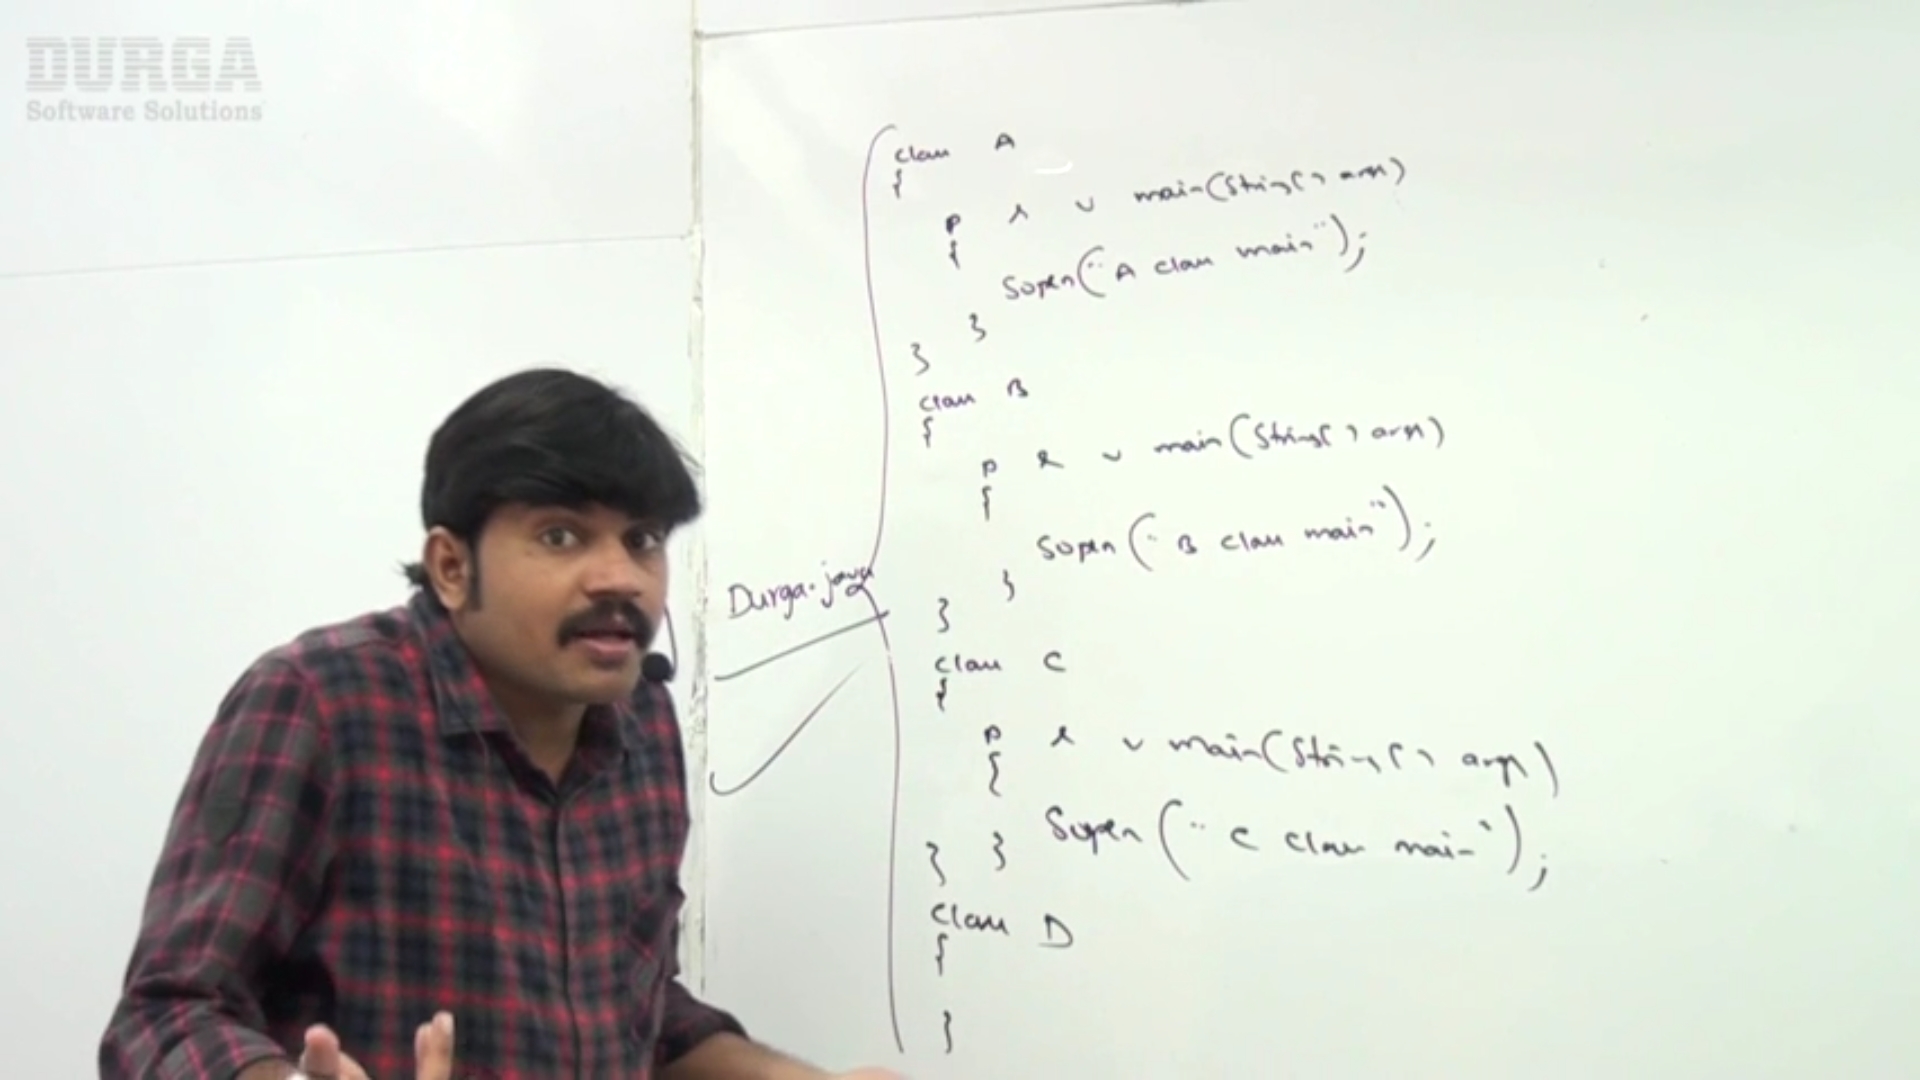 DURGA
Software Solutions
class A
{
p s v main(String[] args)
{
Sopln("A class main");
}
}
class B
{
p s v main(String[] args)
{
Sopln("B class main");
}
}
Durga.java
class C
{
p s v main(String[] args)
{
Sopln("C class main");
} }
class D
{
}